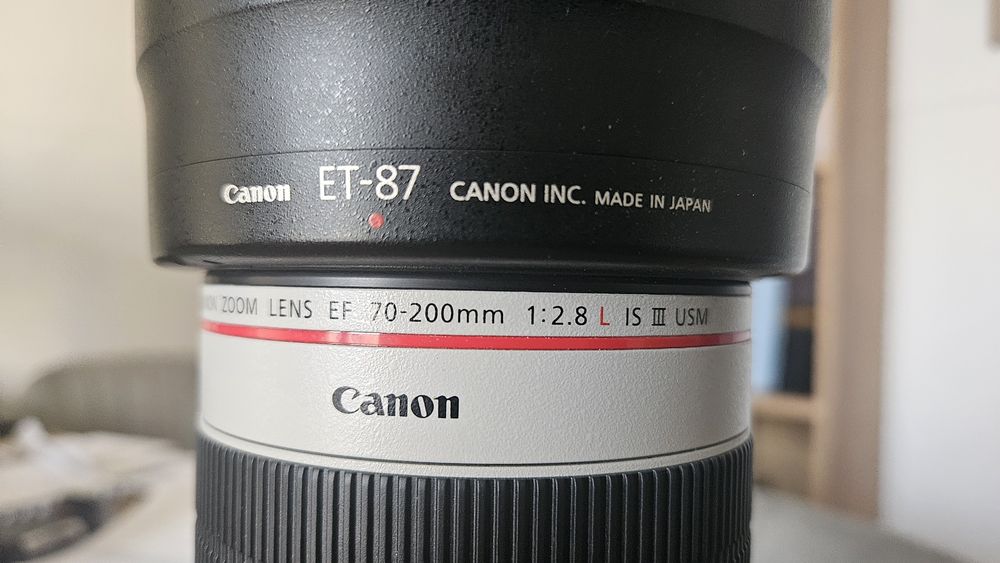 Canon ET-87 CANON INC. MADE IN JAPAN
ZOOM LENS EF 70-200mm 1:2.8 L IS III USM
Canon